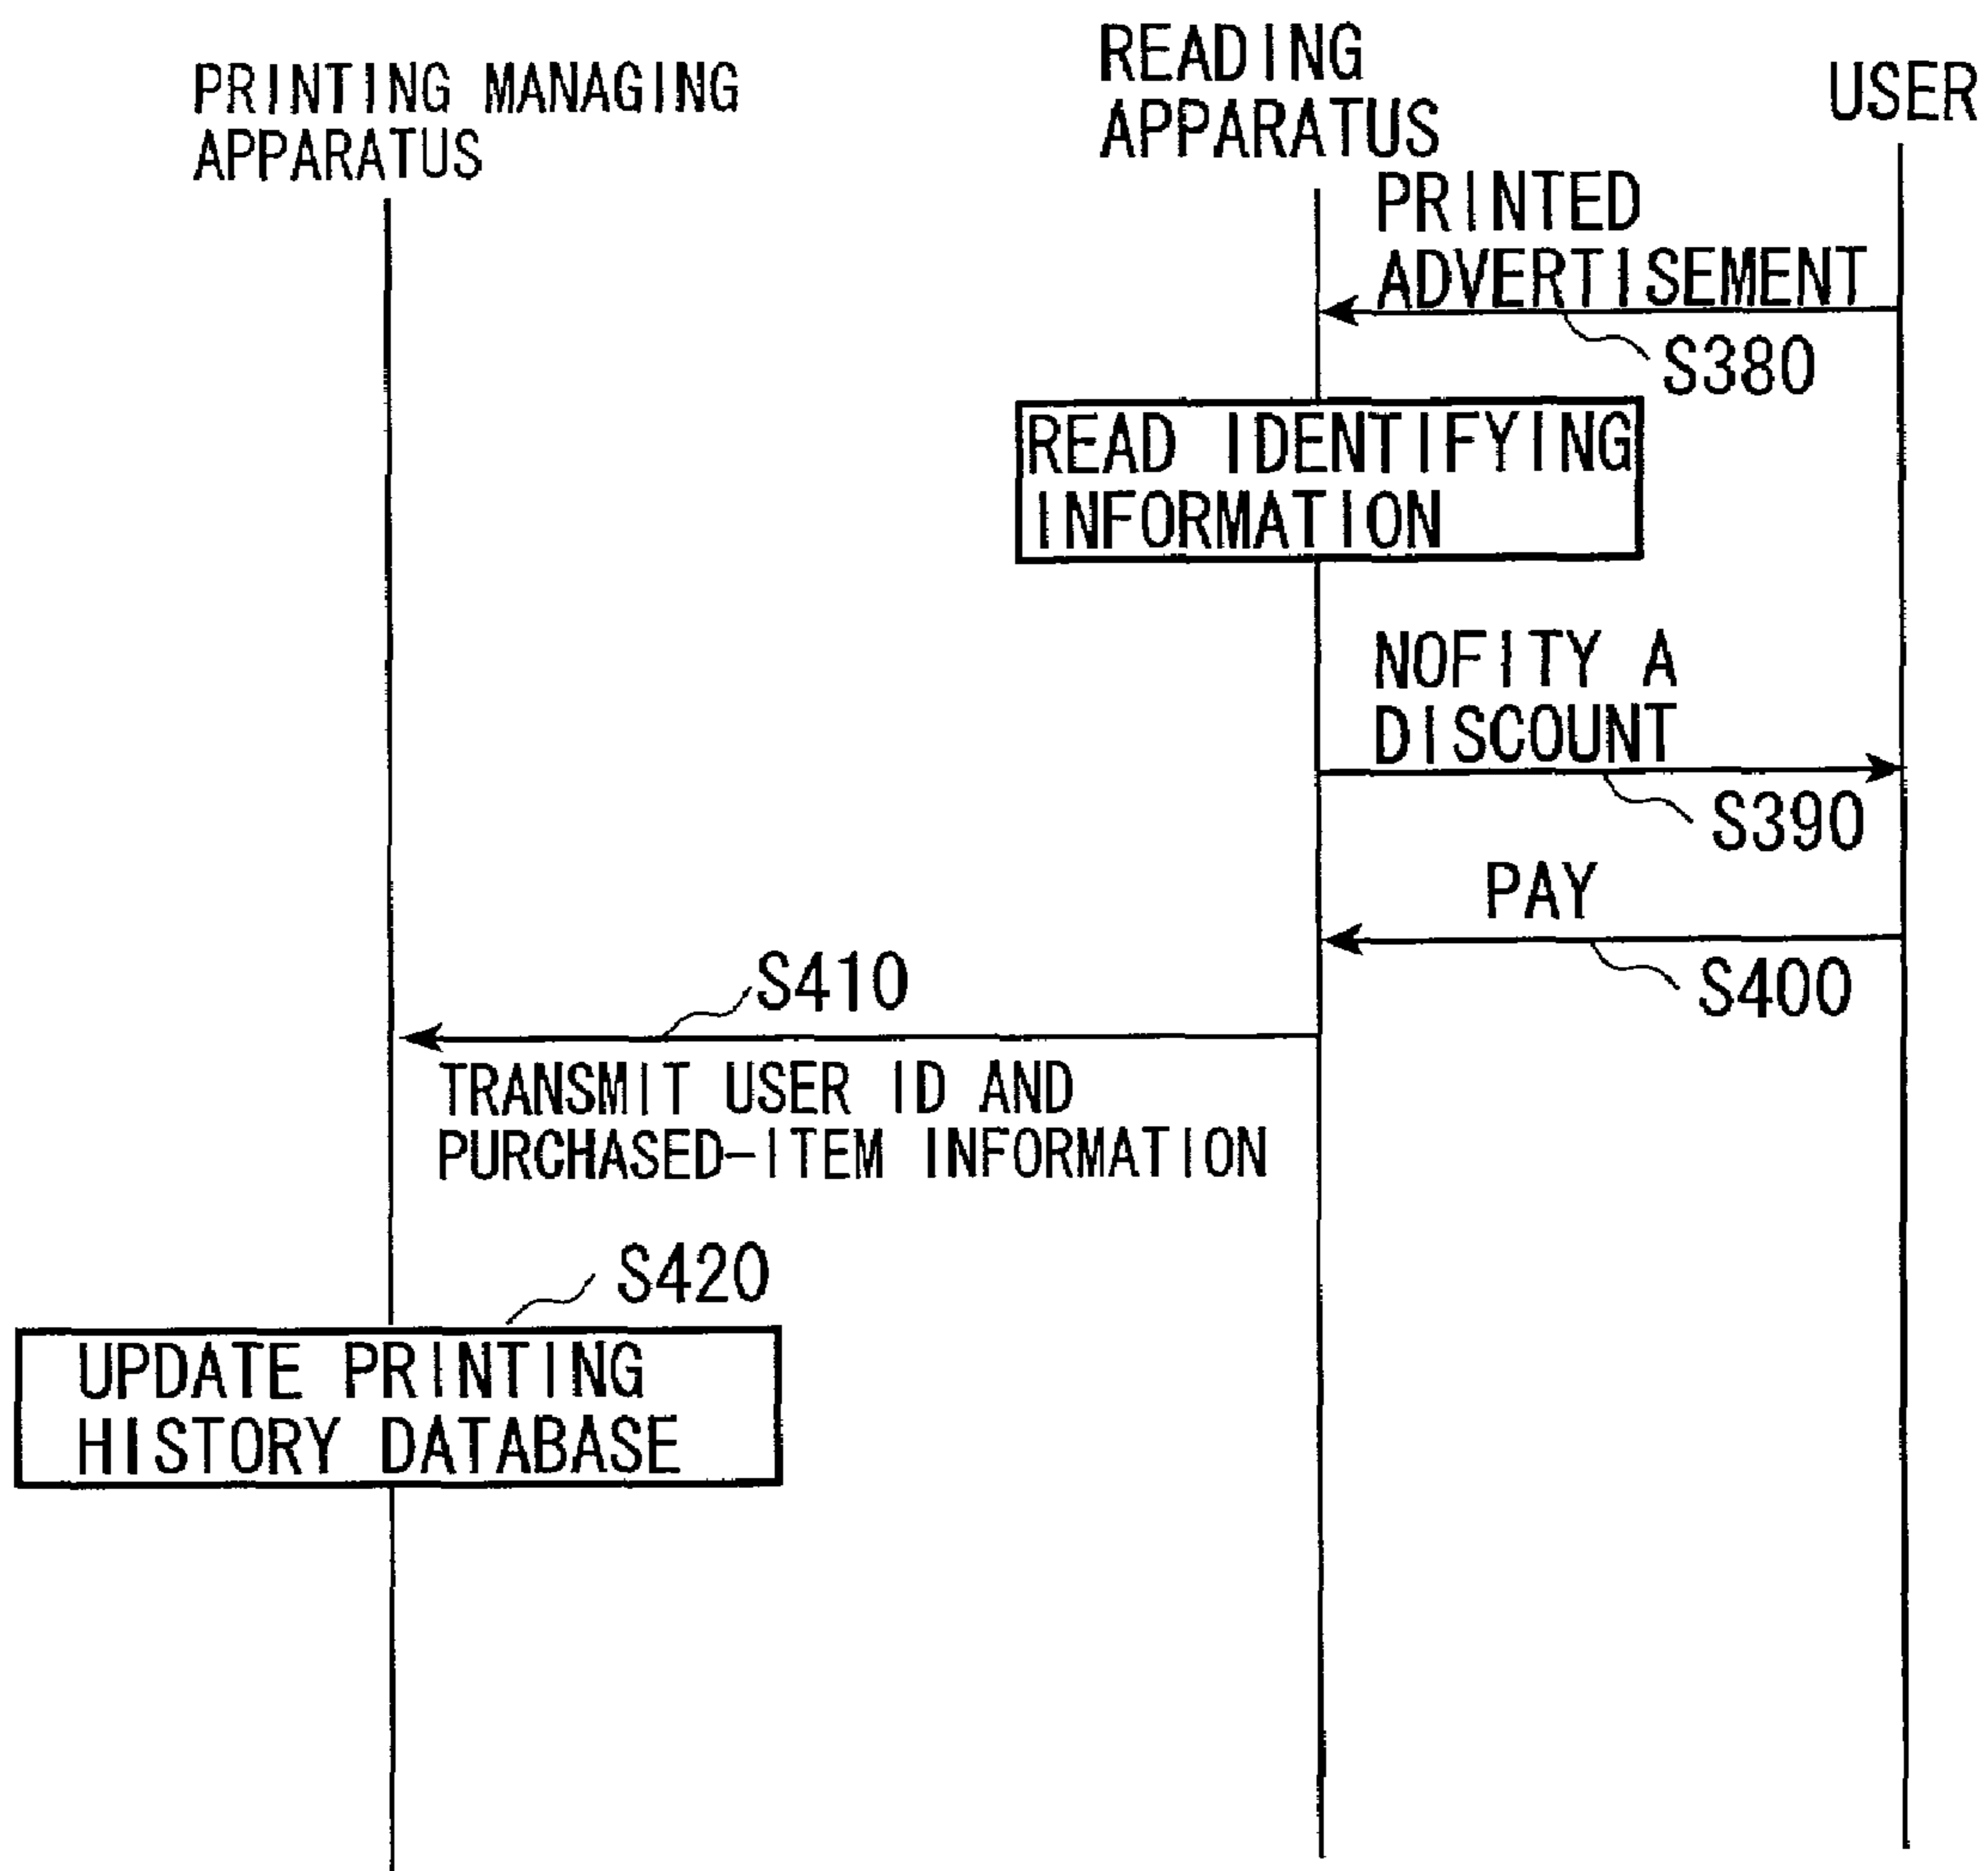 PRINTING MANAGING
APPARATUS
READING
APPARATUS
USER
PRINTED
ADVERTISEMENT
S380
READ IDENTIFYING
INFORMATION
NOFITY A
DISCOUNT
S390
PAY
S400
S410
TRANSMIT USER ID AND
PURCHASED-ITEM INFORMATION
S420
UPDATE PRINTING
HISTORY DATABASE